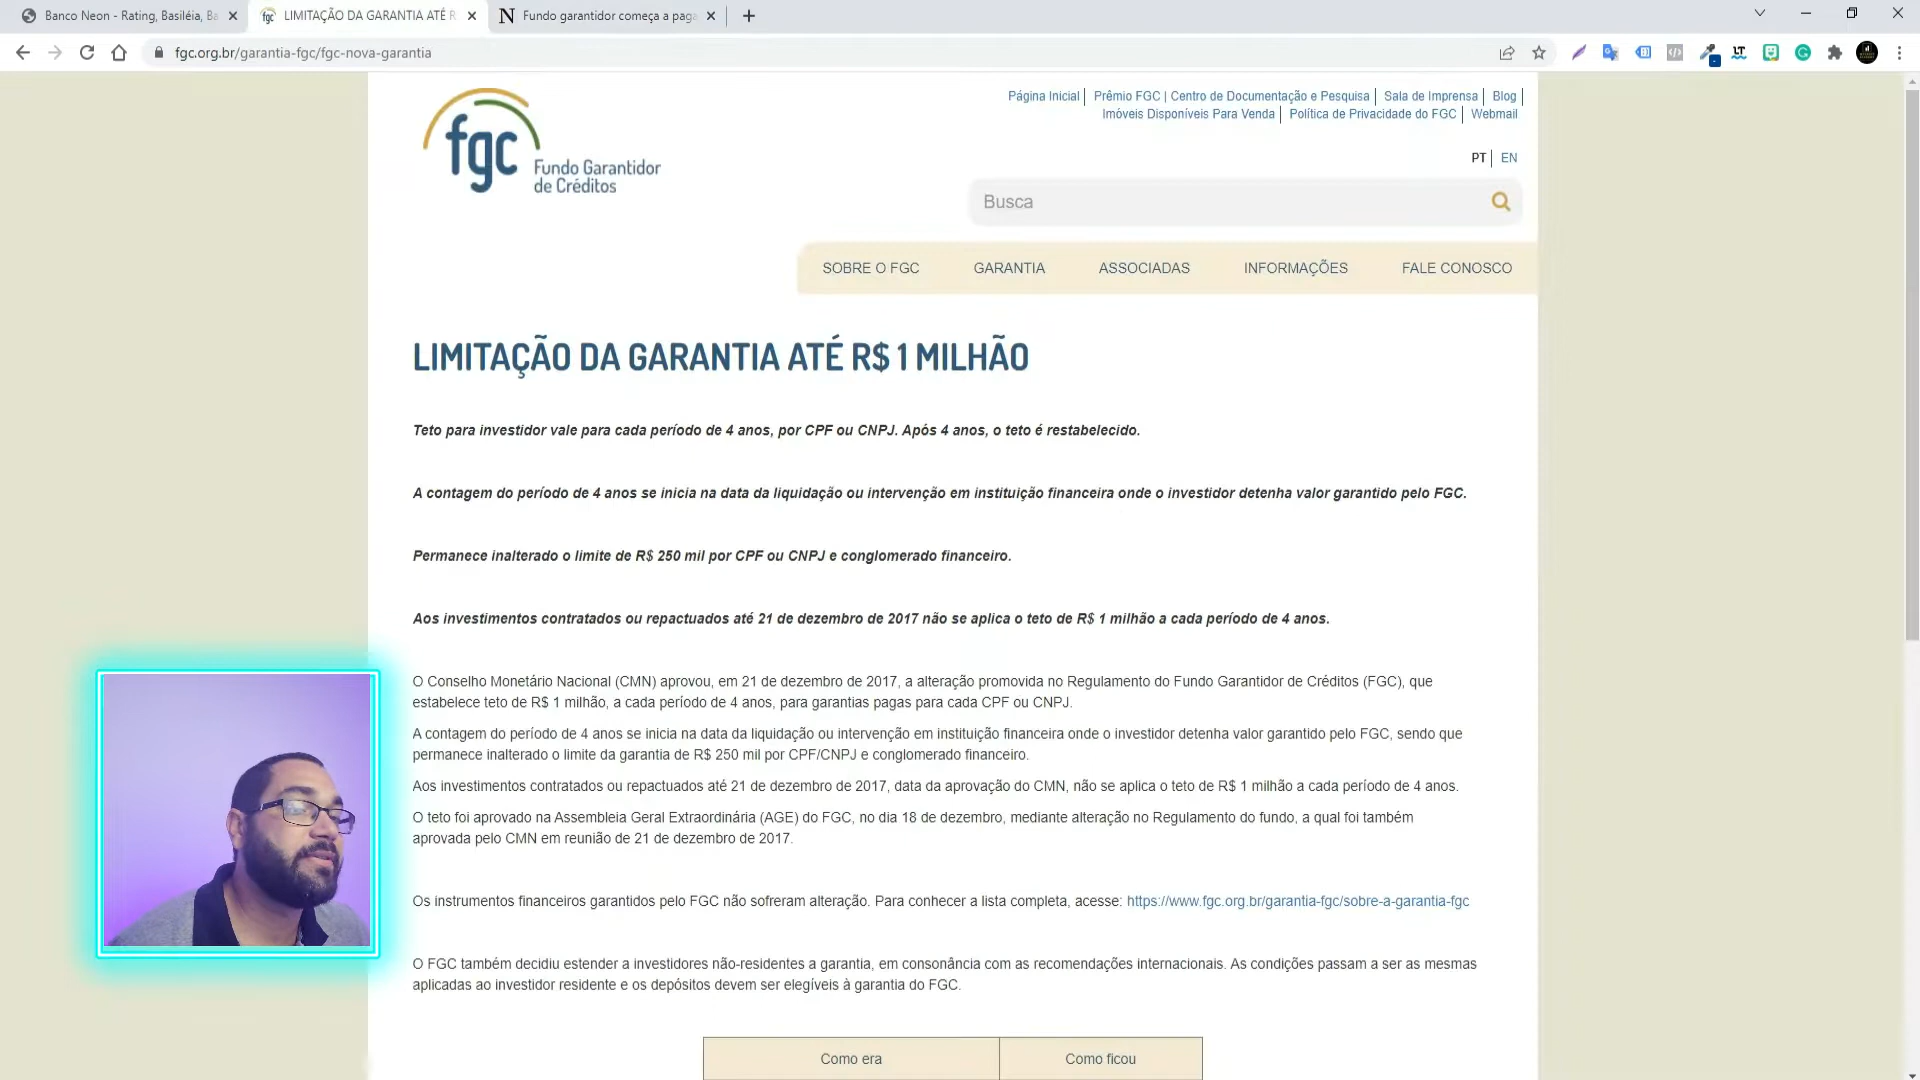 Banco Neon - Rating, Basiléia, Ba
LIMITAÇÃO DA GARANTIA ATÉ R
Fundo garantidor começa a paga
fgc.org.br/garantia-fgc/fgc-nova-garantia
fgc Fundo Garantidor
de Créditos
Página Inicial | Prêmio FGC | Centro de Documentação e Pesquisa | Sala de Imprensa | Blog |
Imóveis Disponíveis Para Venda | Política de Privacidade do FGC | Webmail
PT | EN
Busca
SOBRE O FGC GARANTIA ASSOCIADAS INFORMAÇÕES FALE CONOSCO
LIMITAÇÃO DA GARANTIA ATÉ R$ 1 MILHÃO
Teto para investidor vale para cada período de 4 anos, por CPF ou CNPJ. Após 4 anos, o teto é restabelecido.
A contagem do período de 4 anos se inicia na data da liquidação ou intervenção em instituição financeira onde o investidor detenha valor garantido pelo FGC.
Permanece inalterado o limite de R$ 250 mil por CPF ou CNPJ e conglomerado financeiro.
Aos investimentos contratados ou repactuados até 21 de dezembro de 2017 não se aplica o teto de R$ 1 milhão a cada período de 4 anos.
O Conselho Monetário Nacional (CMN) aprovou, em 21 de dezembro de 2017, a alteração promovida no Regulamento do Fundo Garantidor de Créditos (FGC), que
estabelece teto de R$ 1 milhão, a cada período de 4 anos, para garantias pagas para cada CPF ou CNPJ.
A contagem do período de 4 anos se inicia na data da liquidação ou intervenção em instituição financeira onde o investidor detenha valor garantido pelo FGC, sendo que
permanece inalterado o limite da garantia de R$ 250 mil por CPF/CNPJ e conglomerado financeiro.
Aos investimentos contratados ou repactuados até 21 de dezembro de 2017, data da aprovação do CMN, não se aplica o teto de R$ 1 milhão a cada período de 4 anos.
O teto foi aprovado na Assembleia Geral Extraordinária (AGE) do FGC, no dia 18 de dezembro, mediante alteração no Regulamento do fundo, a qual foi também
aprovada pelo CMN em reunião de 21 de dezembro de 2017.
Os instrumentos financeiros garantidos pelo FGC não sofreram alteração. Para conhecer a lista completa, acesse: https://www.fgc.org.br/garantia-fgc/sobre-a-garantia-fgc
O FGC também decidiu estender a investidores não-residentes a garantia, em consonância com as recomendações internacionais. As condições passam a ser as mesmas
aplicadas ao investidor residente e os depósitos devem ser elegíveis à garantia do FGC.
Como era Como ficou